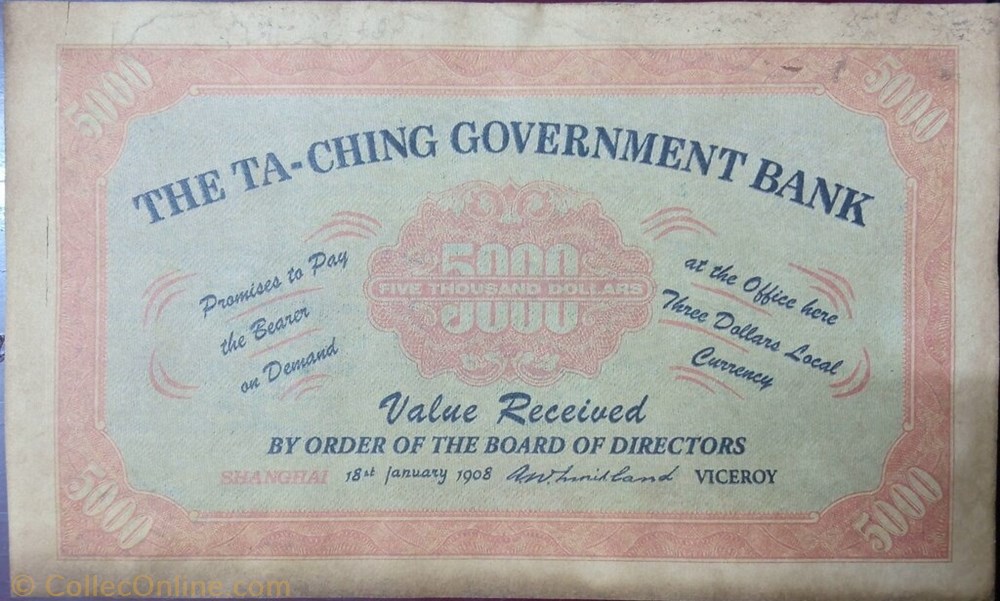 5000 5000
THE TA-CHING GOVERNMENT BANK
5000
FIVE THOUSAND DOLLARS
5000
Promises to Pay
the Bearer
on Demand
at the Office here
Three Dollars Local
Currency
Value Received
BY ORDER OF THE BOARD OF DIRECTORS
SHANGHAI 18st January 1908 VICEROY
5000 5000
© CollecOnline.com